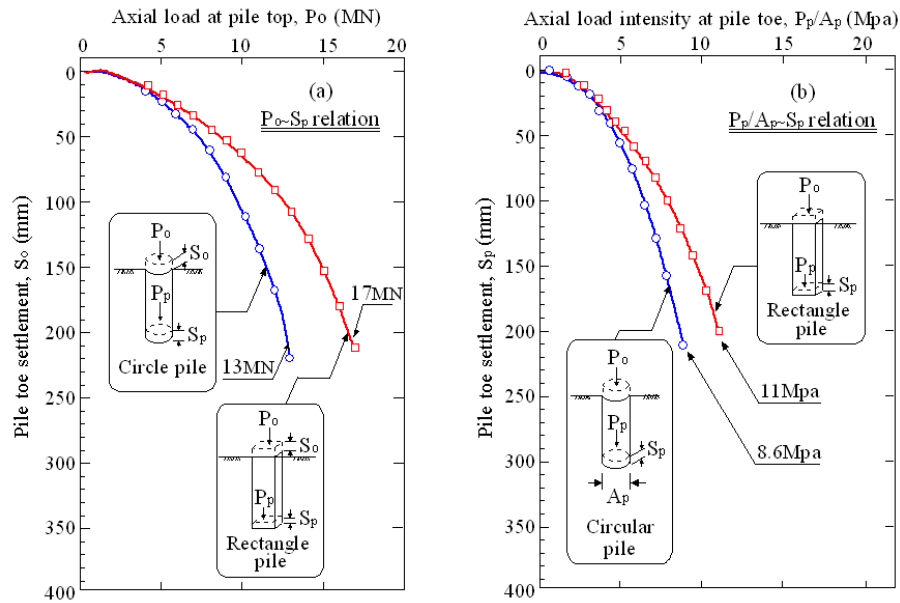 Axial load at pile top, Po (MN)
0 5 10 15 20
0
50
100
150
200
250
300
350
400
Pile toe settlement, So (mm)
(a)
Po~Sp relation
Po
So
Pp
Sp
Circle pile
13MN
17MN
Po
So
Pp
Sp
Rectangle pile
Axial load intensity at pile toe, Pp/Ap (Mpa)
0 5 10 15 20
0
50
100
150
200
250
300
350
400
Pile toe settlement, Sp (mm)
(b)
Pp/Ap~Sp relation
Po
Pp
Sp
Rectangle
pile
11Mpa
8.6Mpa
Po
Pp
Sp
Ap
Circular
pile